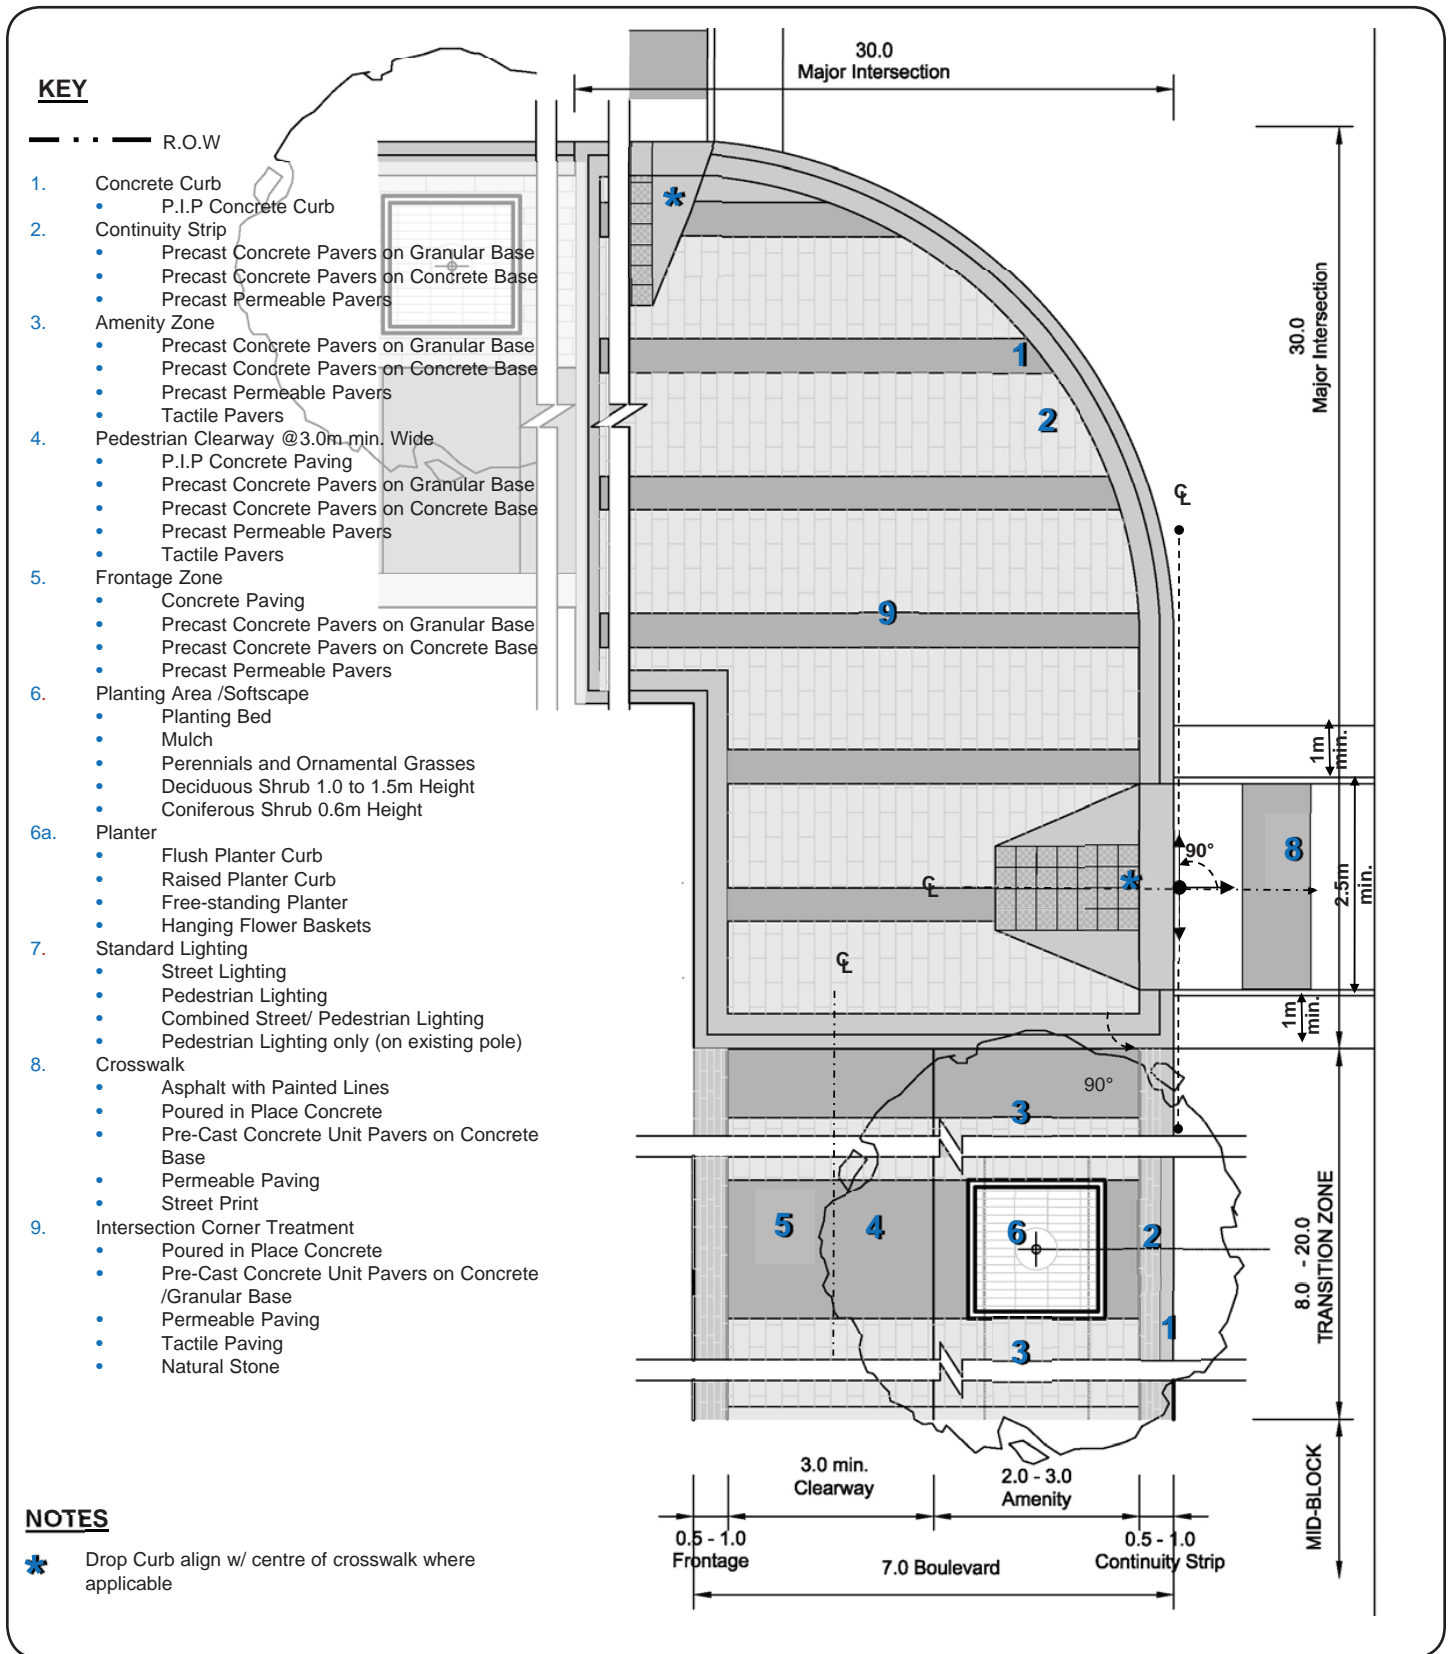 KEY
R.O.W
1. Concrete Curb
• P.I.P Concrete Curb
2. Continuity Strip
• Precast Concrete Pavers on Granular Base
• Precast Concrete Pavers on Concrete Base
• Precast Permeable Pavers
3. Amenity Zone
• Precast Concrete Pavers on Granular Base
• Precast Concrete Pavers on Concrete Base
• Precast Permeable Pavers
• Tactile Pavers
4. Pedestrian Clearway @3.0m min. Wide
• P.I.P Concrete Paving
• Precast Concrete Pavers on Granular Base
• Precast Concrete Pavers on Concrete Base
• Precast Permeable Pavers
• Tactile Pavers
5. Frontage Zone
• Concrete Paving
• Precast Concrete Pavers on Granular Base
• Precast Concrete Pavers on Concrete Base
• Precast Permeable Pavers
6. Planting Area /Softscape
• Planting Bed
• Mulch
• Perennials and Ornamental Grasses
• Deciduous Shrub 1.0 to 1.5m Height
• Coniferous Shrub 0.6m Height
6a. Planter
• Flush Planter Curb
• Raised Planter Curb
• Free-standing Planter
• Hanging Flower Baskets
7. Standard Lighting
• Street Lighting
• Pedestrian Lighting
• Combined Street/ Pedestrian Lighting
• Pedestrian Lighting only (on existing pole)
8. Crosswalk
• Asphalt with Painted Lines
• Poured in Place Concrete
• Pre-Cast Concrete Unit Pavers on Concrete
Base
• Permeable Paving
• Street Print
9. Intersection Corner Treatment
• Poured in Place Concrete
• Pre-Cast Concrete Unit Pavers on Concrete
/Granular Base
• Permeable Paving
• Tactile Paving
• Natural Stone
NOTES
* Drop Curb align w/ centre of crosswalk where
applicable
30.0
Major Intersection
*
1
2
30.0
Major Intersection
℄
9
1m
min.
8
90°
2.5m
min.
*
℄
℄
1m
min.
90°
3
5
4
6
2
1
3
8.0 - 20.0
TRANSITION ZONE
MID-BLOCK
3.0 min.
Clearway
2.0 - 3.0
Amenity
0.5 - 1.0
Frontage
7.0 Boulevard
0.5 - 1.0
Continuity Strip